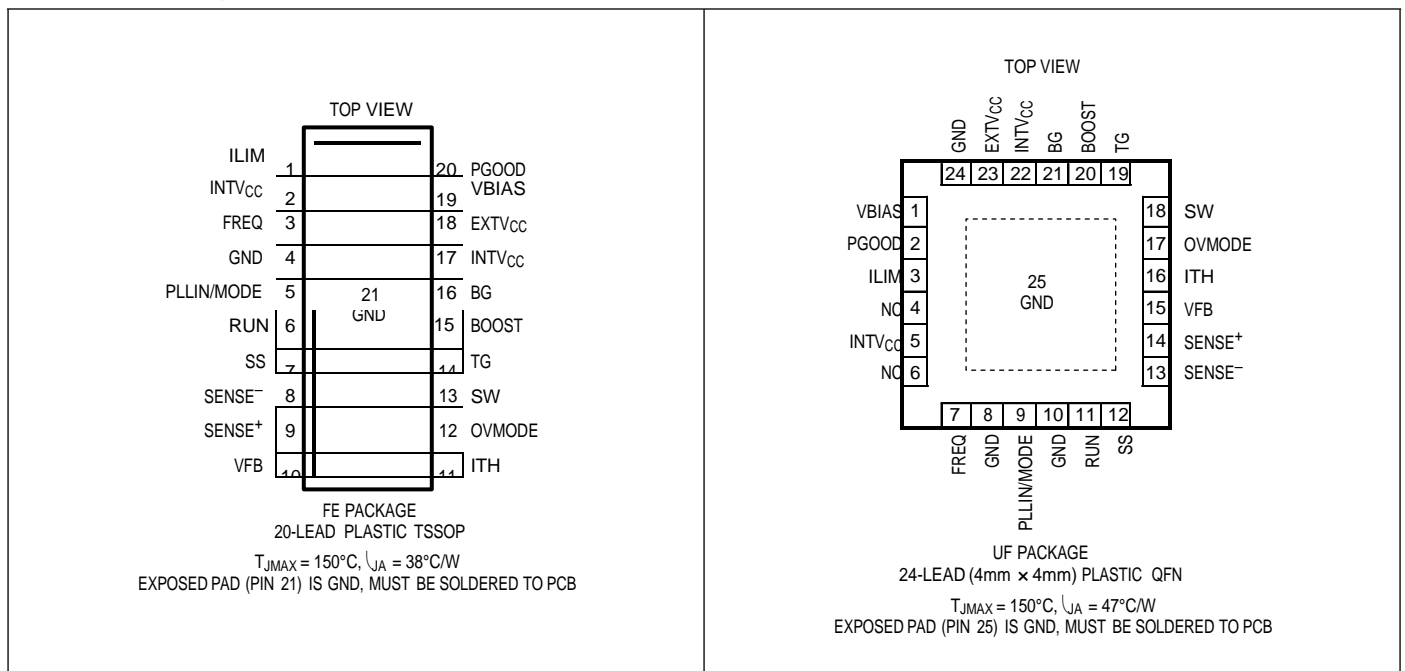 TOP VIEW
ILIM 1
20 PGOOD
INTVCC 2
19 VBIAS
FREQ 3
18 EXTVCC
GND 4
17 INTVCC
PLLIN/MODE 5
16 BG
21
GND
RUN 6
15 BOOST
SS 7
14 TG
SENSE– 8
13 SW
SENSE+ 9
12 OVMODE
VFB 10
11 ITH
FE PACKAGE
20-LEAD PLASTIC TSSOP
TJMAX = 150°C, JA = 38°C/W
EXPOSED PAD (PIN 21) IS GND, MUST BE SOLDERED TO PCB
TOP VIEW
GND EXTVCC INTVCC BG BOOST TG
24 23 22 21 20 19
VBIAS 1
18 SW
PGOOD 2
17 OVMODE
ILIM 3
16 ITH
NC 4
15 VFB
INTVCC 5
14 SENSE+
NC 6
13 SENSE–
25
GND
7 8 9 10 11 12
FREQ GND PLLIN/MODE GND RUN SS
UF PACKAGE
24-LEAD (4mm × 4mm) PLASTIC QFN
TJMAX = 150°C, JA = 47°C/W
EXPOSED PAD (PIN 25) IS GND, MUST BE SOLDERED TO PCB